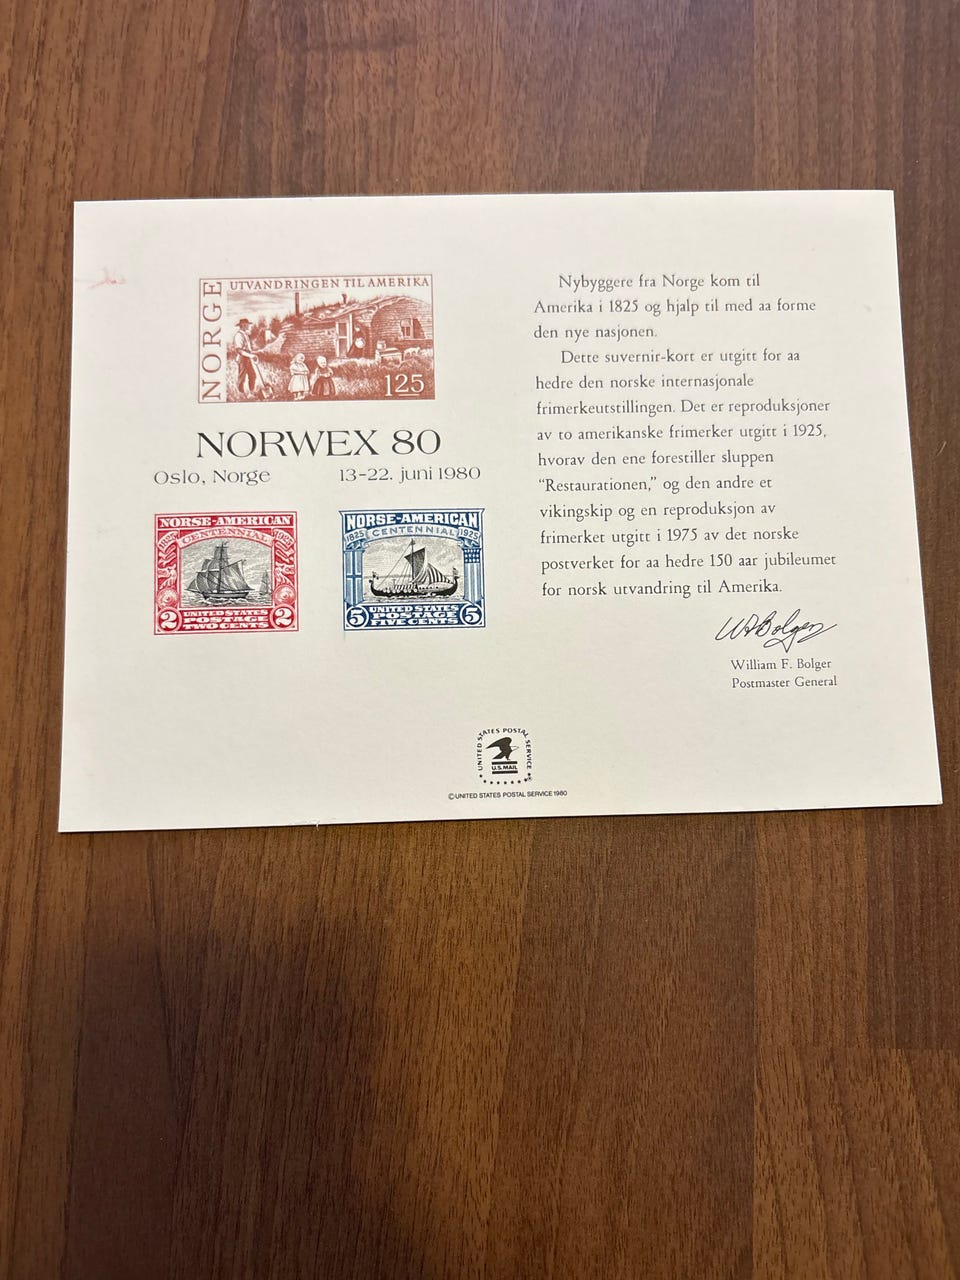 NORGE
UTVANDRINGEN TIL AMERIKA
125
NORWEX 80
Oslo, Norge 13-22. juni 1980
NORSE-AMERICAN
CENTENNIAL
1825 1925
2 UNITED STATES 2
POSTAGE
TWO CENTS
NORSE-AMERICAN
1825 CENTENNIAL 1925
5 UNITED STATES 5
POSTAGE
FIVE CENTS
Nybyggere fra Norge kom til
Amerika i 1825 og hjalp til med aa forme
den nye nasjonen.
Dette suvernir-kort er utgitt for aa
hedre den norske internasjonale
frimerkeutstillingen. Det er reproduksjoner
av to amerikanske frimerker utgitt i 1925,
hvorav den ene forestiller sluppen
“Restaurationen,” og den andre et
vikingskip og en reproduksjon av
frimerket utgitt i 1975 av det norske
postverket for aa hedre 150 aar jubileumet
for norsk utvandring til Amerika.
W F Bolger
William F. Bolger
Postmaster General
UNITED STATES POSTAL SERVICE
U.S. MAIL
© UNITED STATES POSTAL SERVICE 1980